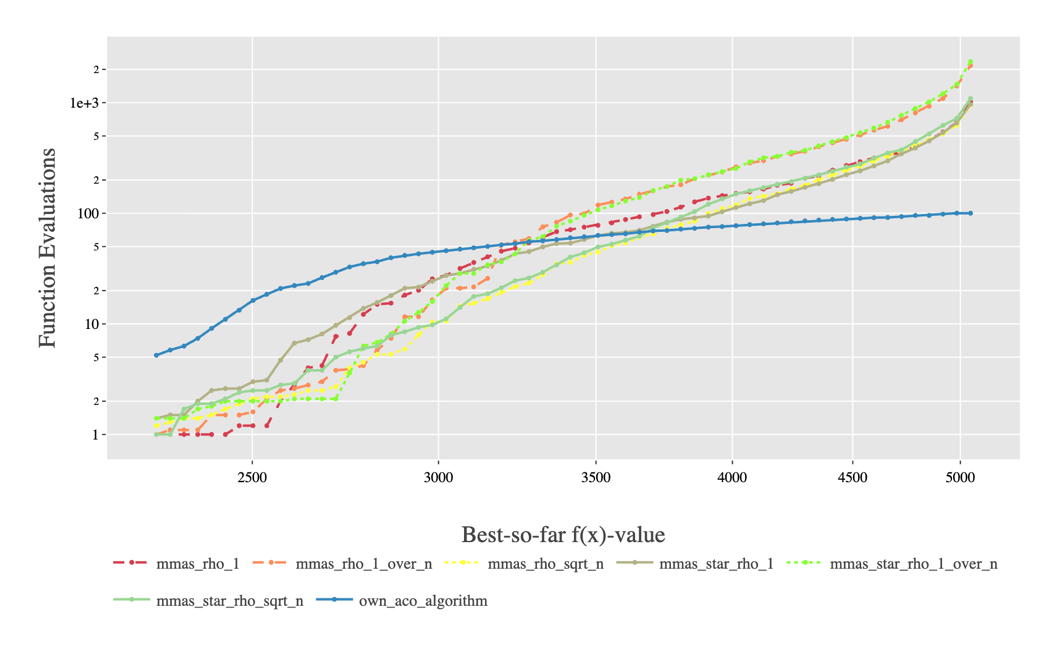 2
1e+3
5
2
100
5
2
10
5
2
1
Function Evaluations
2500 3000 3500 4000 4500 5000
Best-so-far f(x)-value
mmas_rho_1 mmas_rho_1_over_n mmas_rho_sqrt_n mmas_star_rho_1 mmas_star_rho_1_over_n
mmas_star_rho_sqrt_n own_aco_algorithm